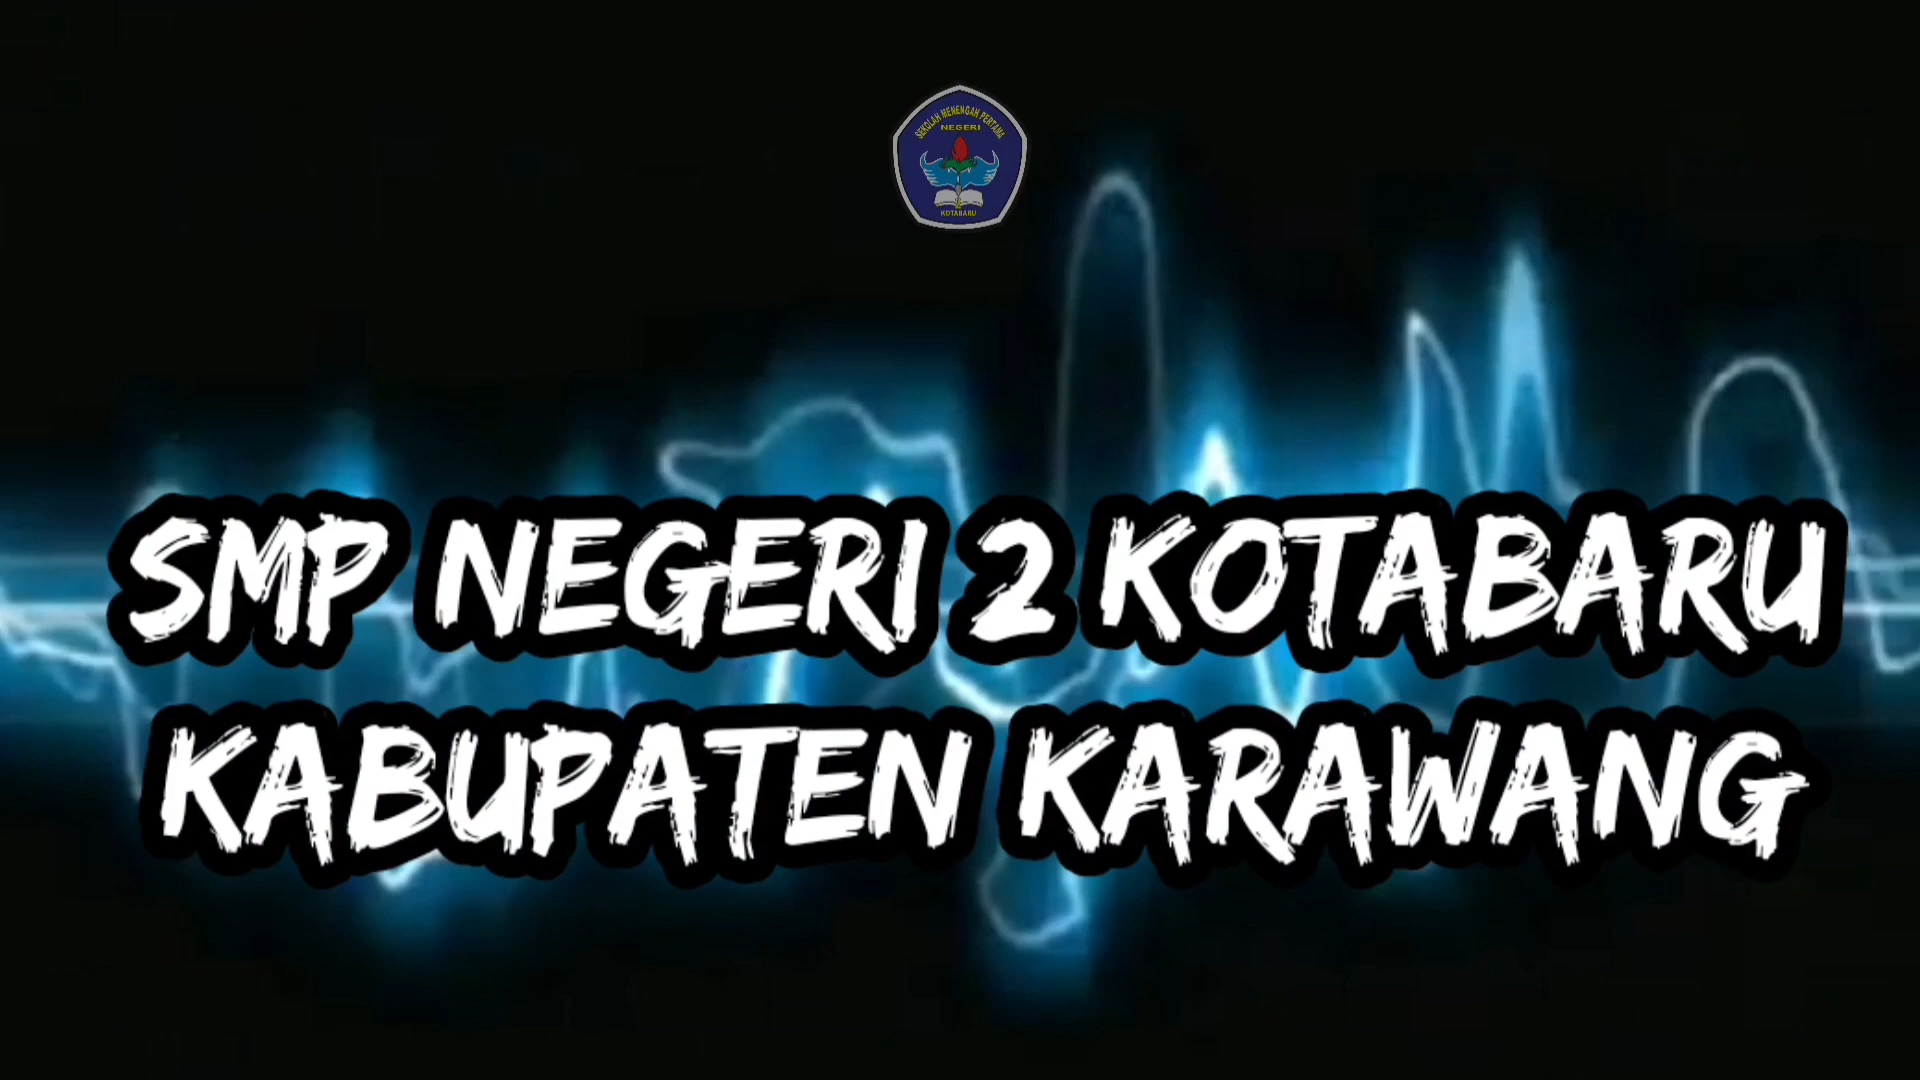 SEKOLAH MENENGAH PERTAMA
NEGERI
KOTABARU
SMP NEGERI 2 KOTABARU
KABUPATEN KARAWANG